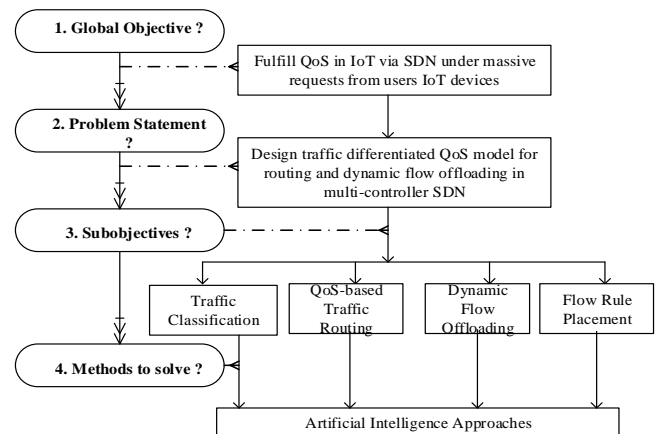 1. Global Objective ?
Fulfill QoS in IoT via SDN under massive
requests from users IoT devices
2. Problem Statement
?
Design traffic differentiated QoS model for
routing and dynamic flow offloading in
multi-controller SDN
3. Subobjectives ?
Traffic
Classification
QoS-based
Traffic
Routing
Dynamic
Flow
Offloading
Flow Rule
Placement
4. Methods to solve ?
Artificial Intelligence Approaches